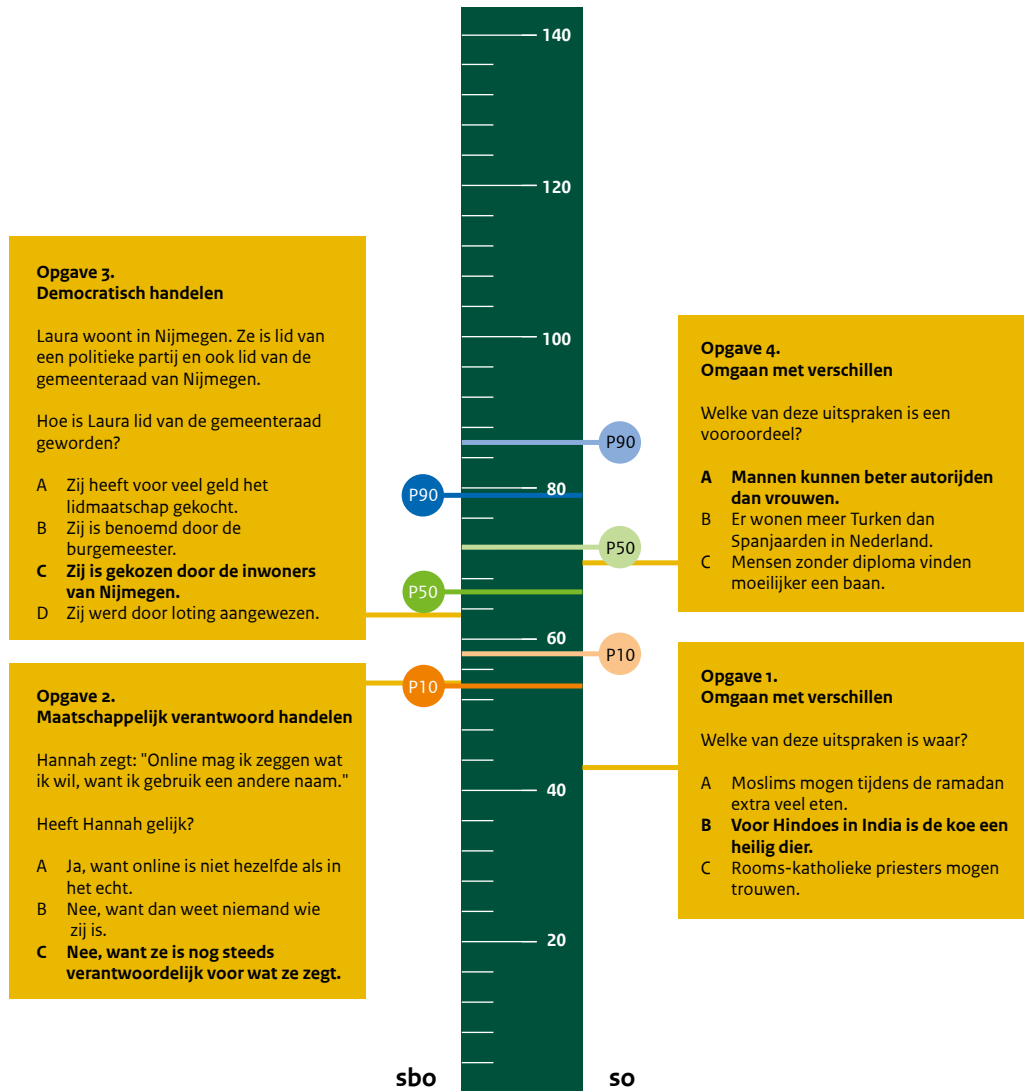 140
120
100
80
60
40
20
Opgave 3.
Democratisch handelen
Laura woont in Nijmegen. Ze is lid van
een politieke partij en ook lid van de
gemeenteraad van Nijmegen.
Hoe is Laura lid van de gemeenteraad
geworden?
A Zij heeft voor veel geld het
lidmaatschap gekocht.
B Zij is benoemd door de
burgemeester.
C Zij is gekozen door de inwoners
van Nijmegen.
D Zij werd door loting aangewezen.
Opgave 2.
Maatschappelijk verantwoord handelen
Hannah zegt: "Online mag ik zeggen wat
ik wil, want ik gebruik een andere naam."
Heeft Hannah gelijk?
A Ja, want online is niet hezelfde als in
het echt.
B Nee, want dan weet niemand wie
zij is.
C Nee, want ze is nog steeds
verantwoordelijk voor wat ze zegt.
P90
P50
P10
P90
P50
P10
Opgave 4.
Omgaan met verschillen
Welke van deze uitspraken is een
vooroordeel?
A Mannen kunnen beter autorijden
dan vrouwen.
B Er wonen meer Turken dan
Spanjaarden in Nederland.
C Mensen zonder diploma vinden
moeilijker een baan.
Opgave 1.
Omgaan met verschillen
Welke van deze uitspraken is waar?
A Moslims mogen tijdens de ramadan
extra veel eten.
B Voor Hindoes in India is de koe een
heilig dier.
C Rooms-katholieke priesters mogen
trouwen.
sbo
so